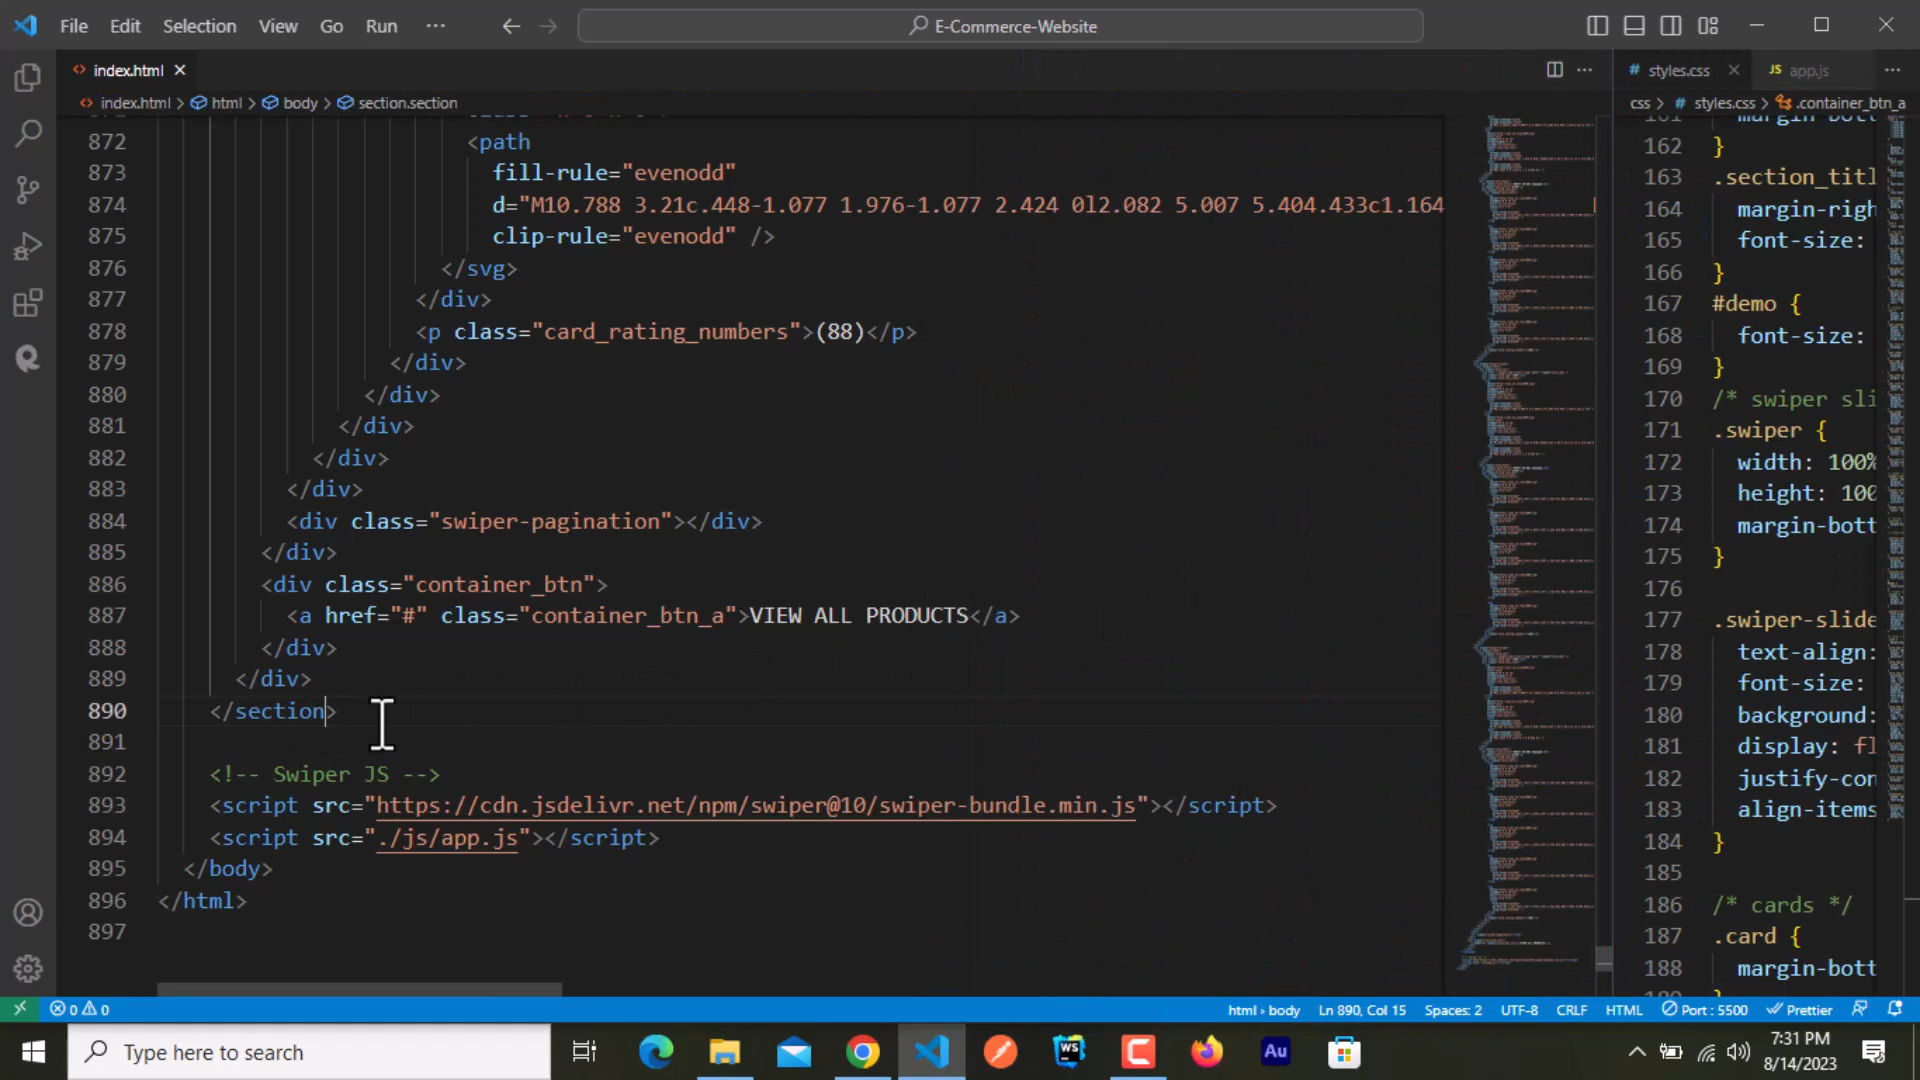 File Edit Selection View Go Run ··· E-Commerce-Website
index.html
index.html > html > body > section.section
872 <path
873 fill-rule="evenodd"
874 d="M10.788 3.21c.448-1.077 1.976-1.077 2.424 0l2.082 5.007 5.404.433c1.164
875 clip-rule="evenodd" />
876 </svg>
877 </div>
878 <p class="card_rating_numbers">(88)</p>
879 </div>
880 </div>
881 </div>
882 </div>
883 </div>
884 <div class="swiper-pagination"></div>
885 </div>
886 <div class="container_btn">
887 <a href="#" class="container_btn_a">VIEW ALL PRODUCTS</a>
888 </div>
889 </div>
890 </section>
891
892 <!-- Swiper JS -->
893 <script src="https://cdn.jsdelivr.net/npm/swiper@10/swiper-bundle.min.js"></script>
894 <script src="./js/app.js"></script>
895 </body>
896 </html>
897
# styles.css JS app.js ···
css > # styles.css > .container_btn_a
161 margin-bott
162 }
163 .section_titl
164 margin-righ
165 font-size:
166 }
167 #demo {
168 font-size:
169 }
170 /* swiper sli
171 .swiper {
172 width: 100%
173 height: 100
174 margin-bott
175 }
176
177 .swiper-slide
178 text-align:
179 font-size:
180 background:
181 display: fl
182 justify-con
183 align-items
184 }
185
186 /* cards */
187 .card {
188 margin-bott
0 0 html > body Ln 890, Col 15 Spaces: 2 UTF-8 CRLF HTML Port : 5500 Prettier
Type here to search
WS
Au
7:31 PM
8/14/2023